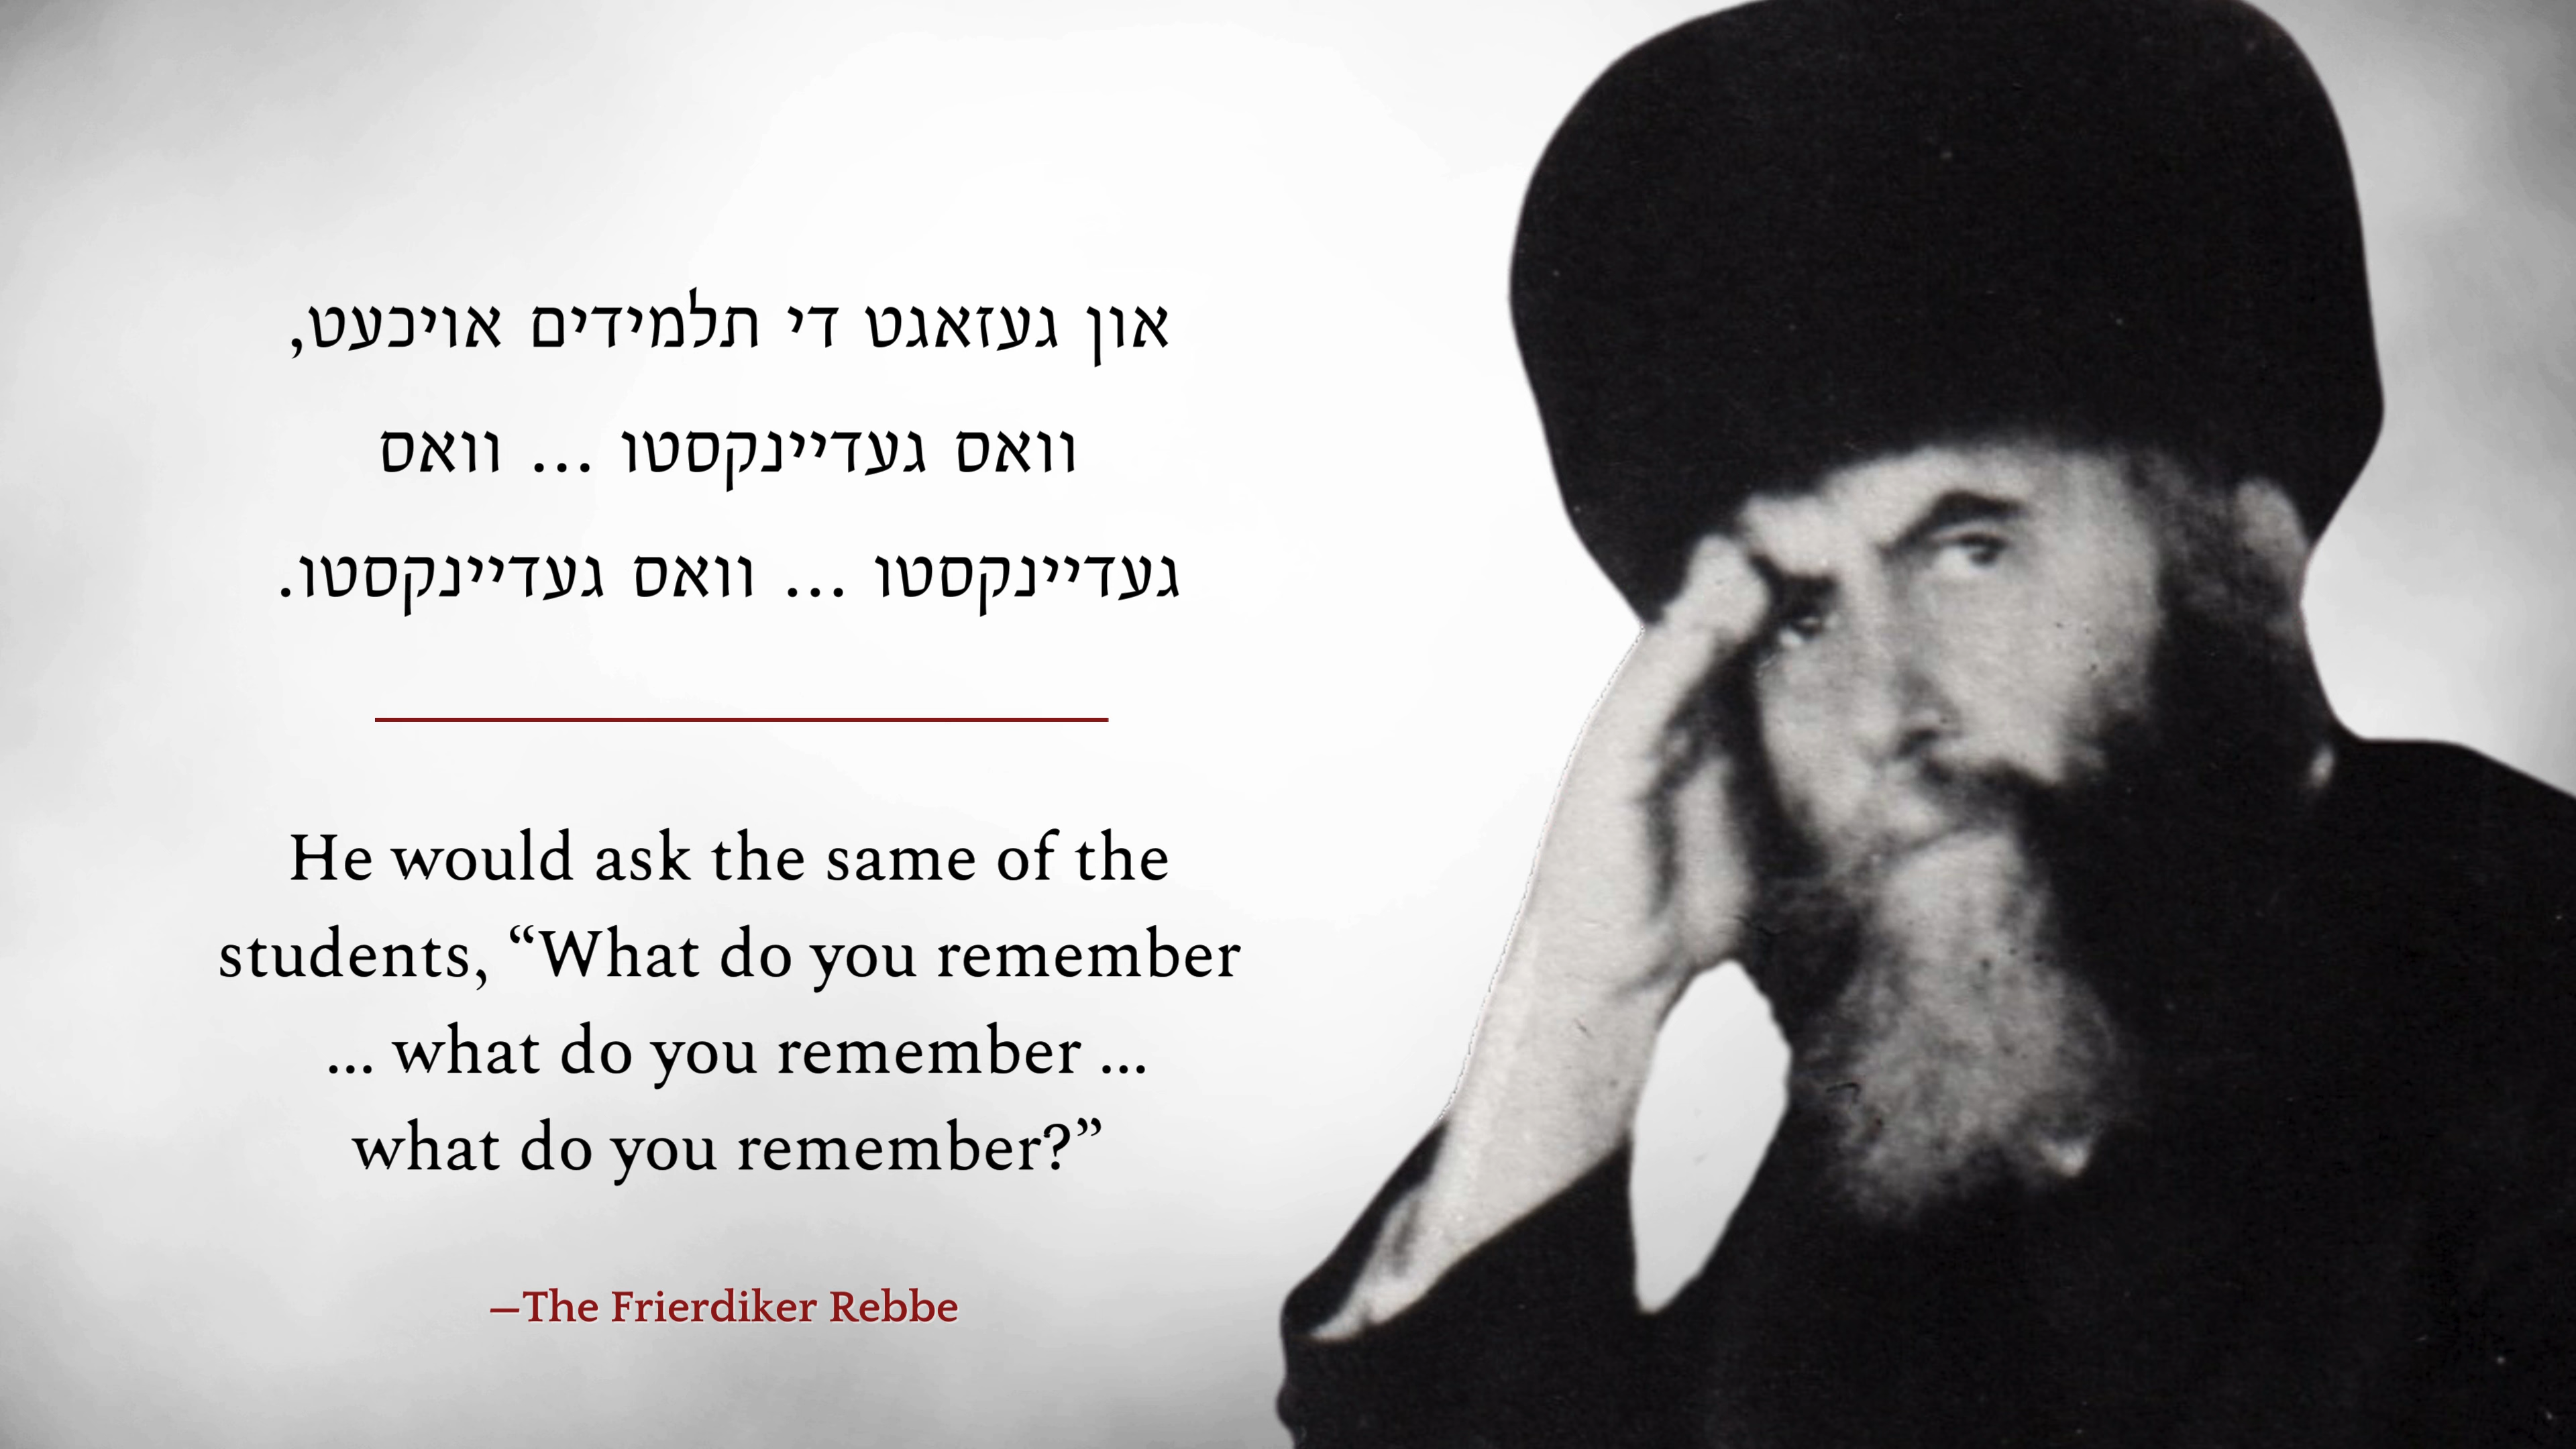 און געזאגט די תלמידים אויכעט,
וואס געדיינקסטו ... וואס
געדיינקסטו ... וואס געדיינקסטו.
He would ask the same of the
students, “What do you remember
... what do you remember ...
what do you remember?”
—The Frierdiker Rebbe